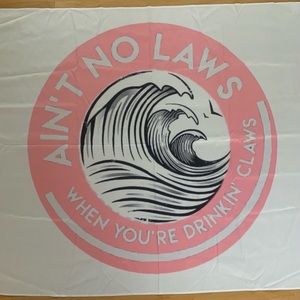 AIN'T NO LAWS
WHEN YOU'RE DRINKIN' CLAWS